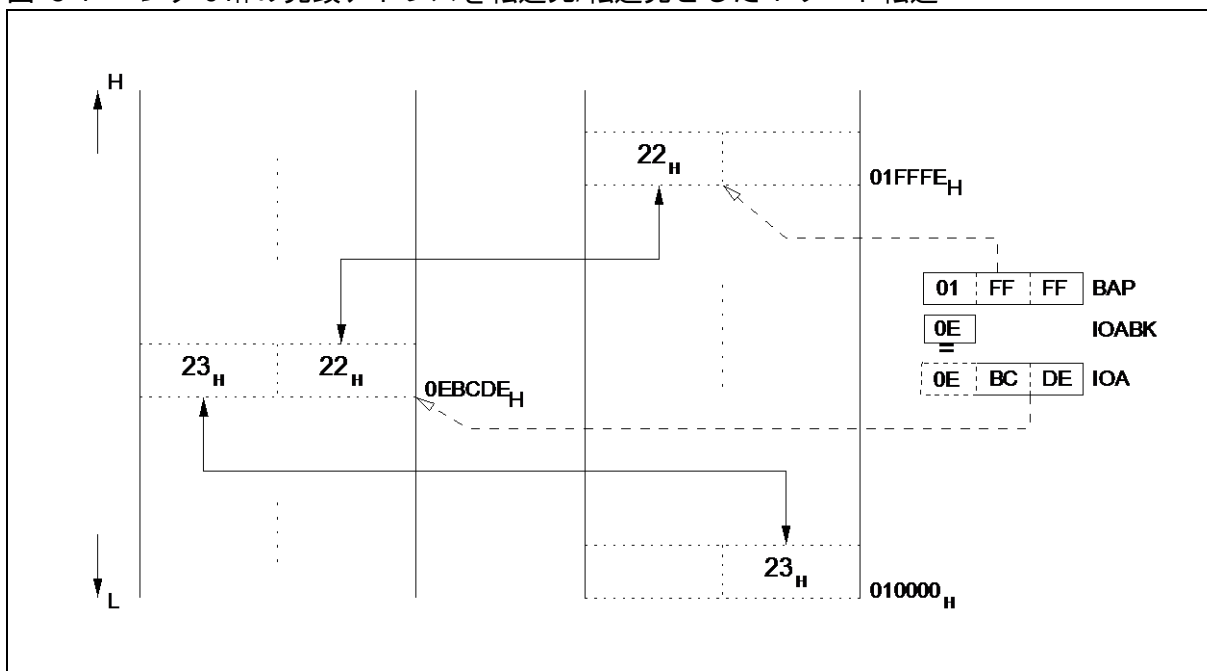 H
22H
01FFFEH
01 FF FF BAP
0E IOABK
=
23H 22H
0EBCDEH
0E BC DE IOA
23H
L
010000H